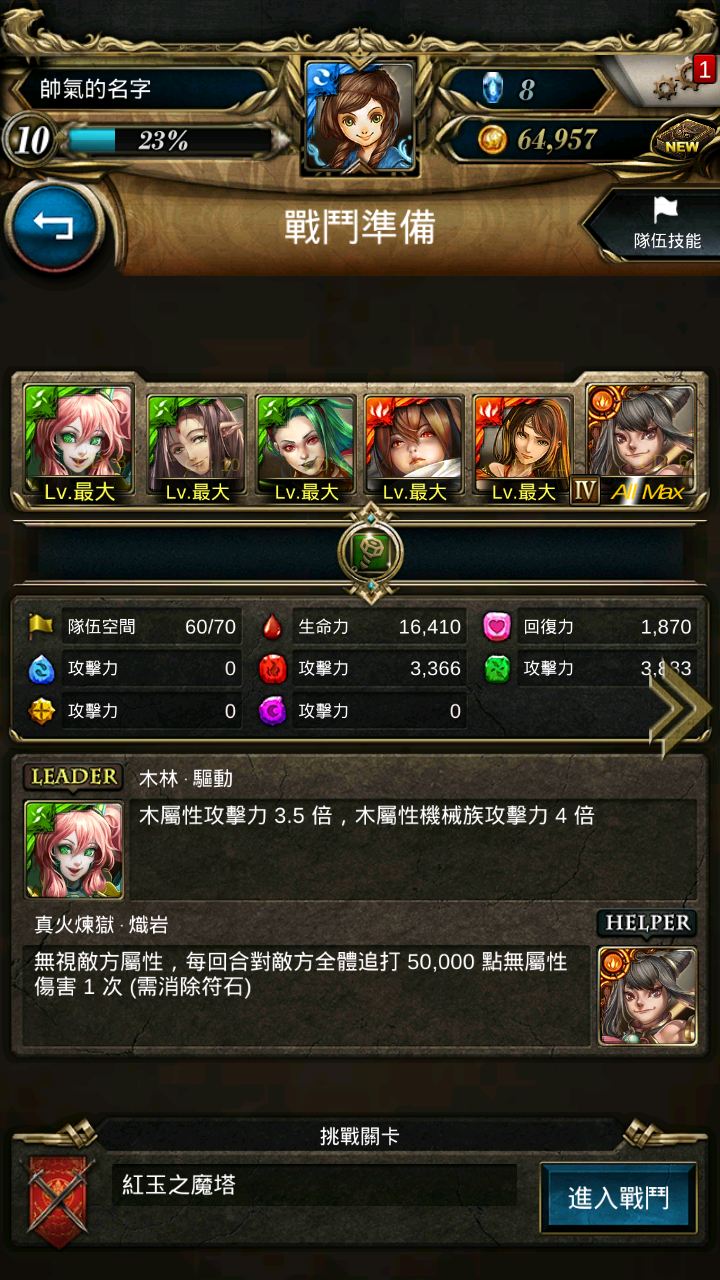 帥氣的名字
8
1
10
23%
64,957
NEW
戰鬥準備
隊伍技能
Lv.最大
Lv.最大
Lv.最大
Lv.最大
Lv.最大
IV
All Max
隊伍空間 60/70
生命力 16,410
回復力 1,870
攻擊力 0
攻擊力 3,366
攻擊力 3,833
攻擊力 0
攻擊力 0
LEADER
木林 · 驅動
木屬性攻擊力 3.5 倍，木屬性機械族攻擊力 4 倍
真火煉獄 · 熾岩
HELPER
無視敵方屬性，每回合對敵方全體追打 50,000 點無屬性
傷害 1 次 (需消除符石)
挑戰關卡
紅玉之魔塔
進入戰鬥